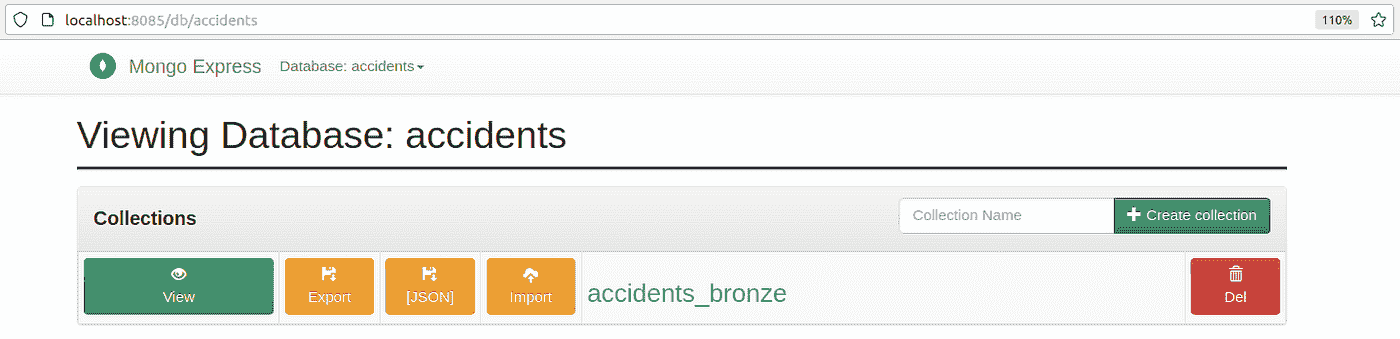 localhost:8085/db/accidents 110%
Mongo Express Database: accidents
Viewing Database: accidents
Collections Collection Name Create collection
View Export [JSON] Import accidents_bronze Del